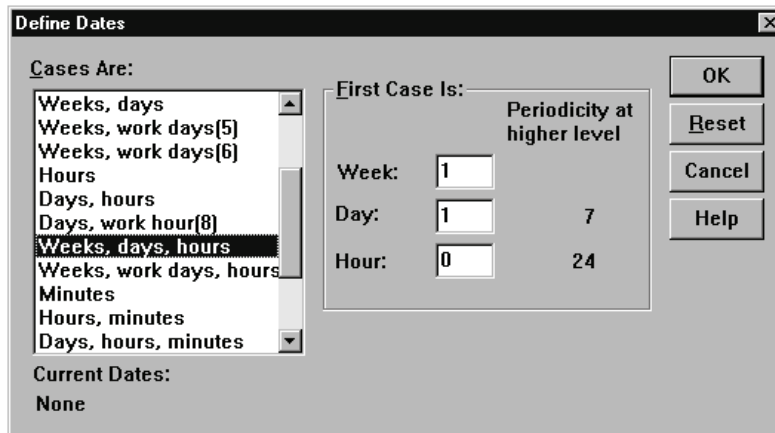 Define Dates
Cases Are:
Weeks, days
Weeks, work days(5)
Weeks, work days(6)
Hours
Days, hours
Days, work hour(8)
Weeks, days, hours
Weeks, work days, hours
Minutes
Hours, minutes
Days, hours, minutes
Current Dates:
None
First Case Is:
Periodicity at
higher level
Week: 1
Day: 1 7
Hour: 0 24
OK
Reset
Cancel
Help